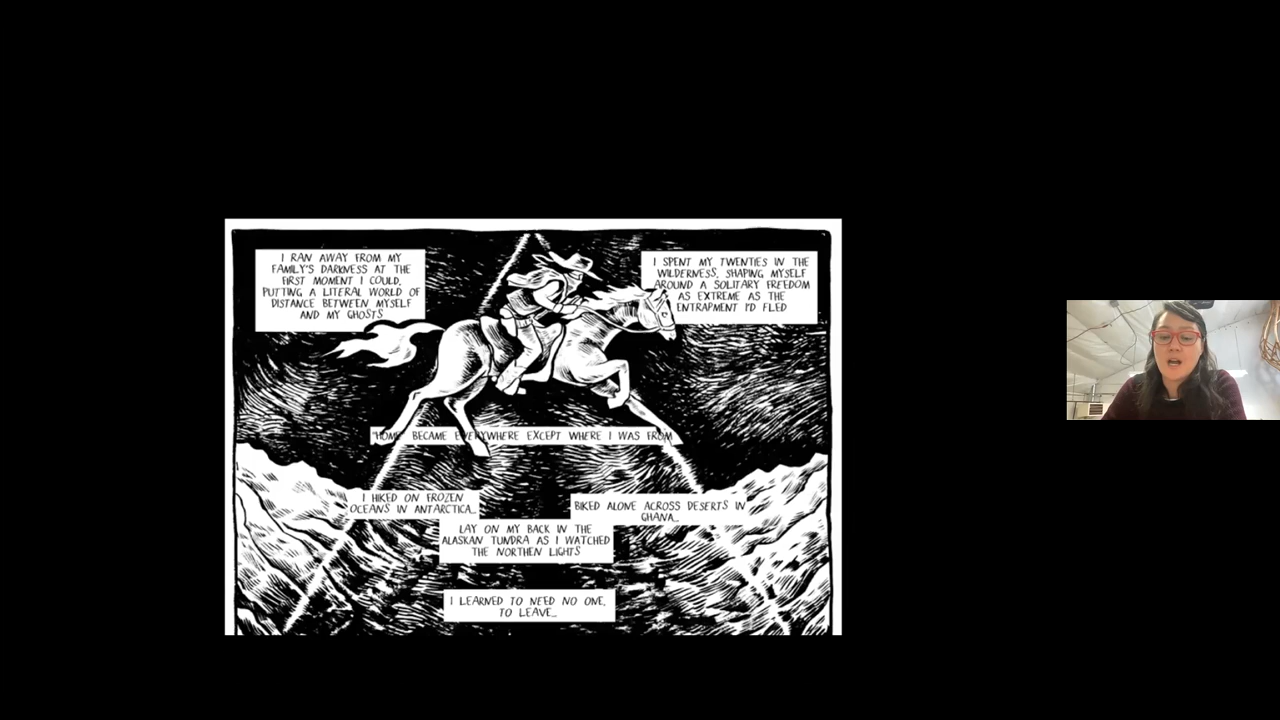 I RAN AWAY FROM MY
FAMILY'S DARKNESS AT THE
FIRST MOMENT I COULD,
PUTTING A LITERAL WORLD OF
DISTANCE BETWEEN MYSELF
AND MY GHOSTS
I SPENT MY TWENTIES IN THE
WILDERNESS, SHAPING MYSELF
AROUND A SOLITARY FREEDOM
AS EXTREME AS THE
ENTRAPMENT I'D FLED
"HOME" BECAME EVERYWHERE EXCEPT WHERE I WAS FROM
I HIKED ON FROZEN
OCEANS IN ANTARCTICA...
BIKED ALONE ACROSS DESERTS IN
GHANA...
LAY ON MY BACK IN THE
ALASKAN TUNDRA AS I WATCHED
THE NORTHEN LIGHTS
I LEARNED TO NEED NO ONE,
TO LEAVE...